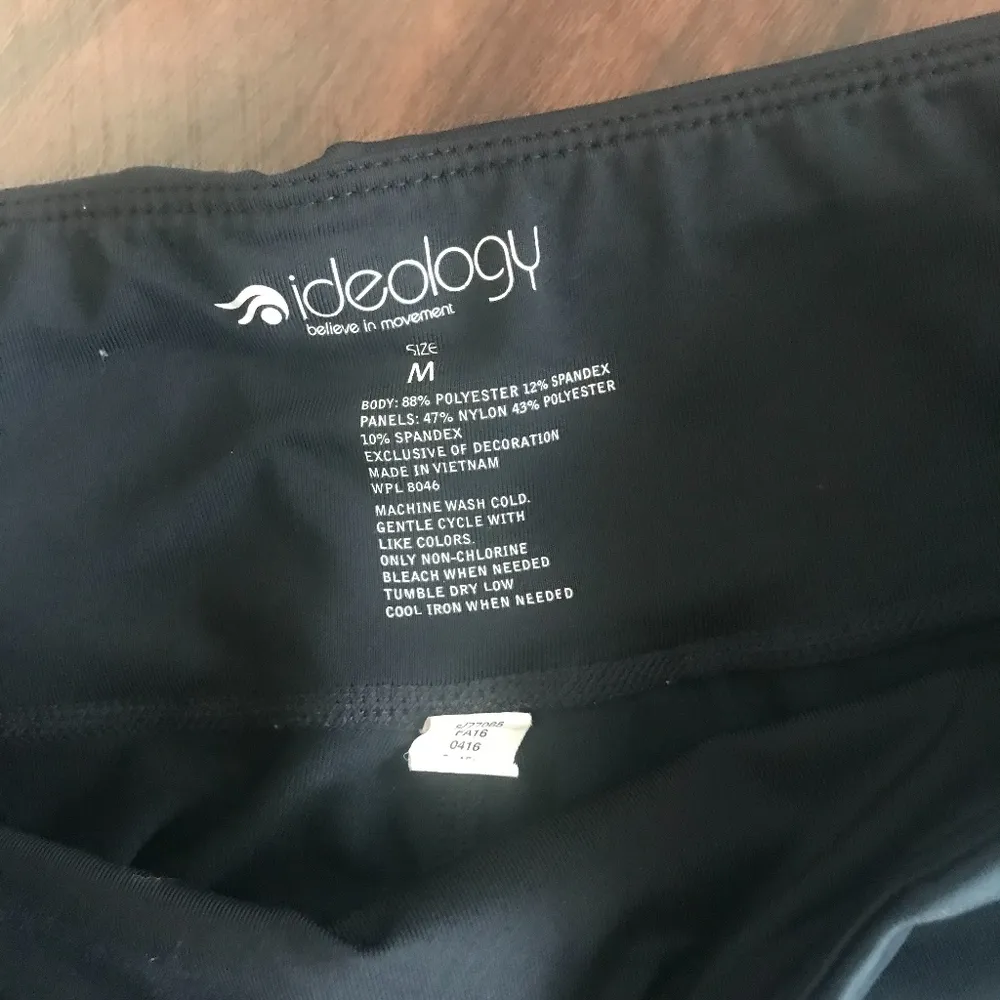 ideology
believe in movement
SIZE
M
BODY: 88% POLYESTER 12% SPANDEX
PANELS: 47% NYLON 43% POLYESTER
10% SPANDEX
EXCLUSIVE OF DECORATION
MADE IN VIETNAM
WPL 8046
MACHINE WASH COLD.
GENTLE CYCLE WITH
LIKE COLORS.
ONLY NON-CHLORINE
BLEACH WHEN NEEDED
TUMBLE DRY LOW
COOL IRON WHEN NEEDED
FA16
0416